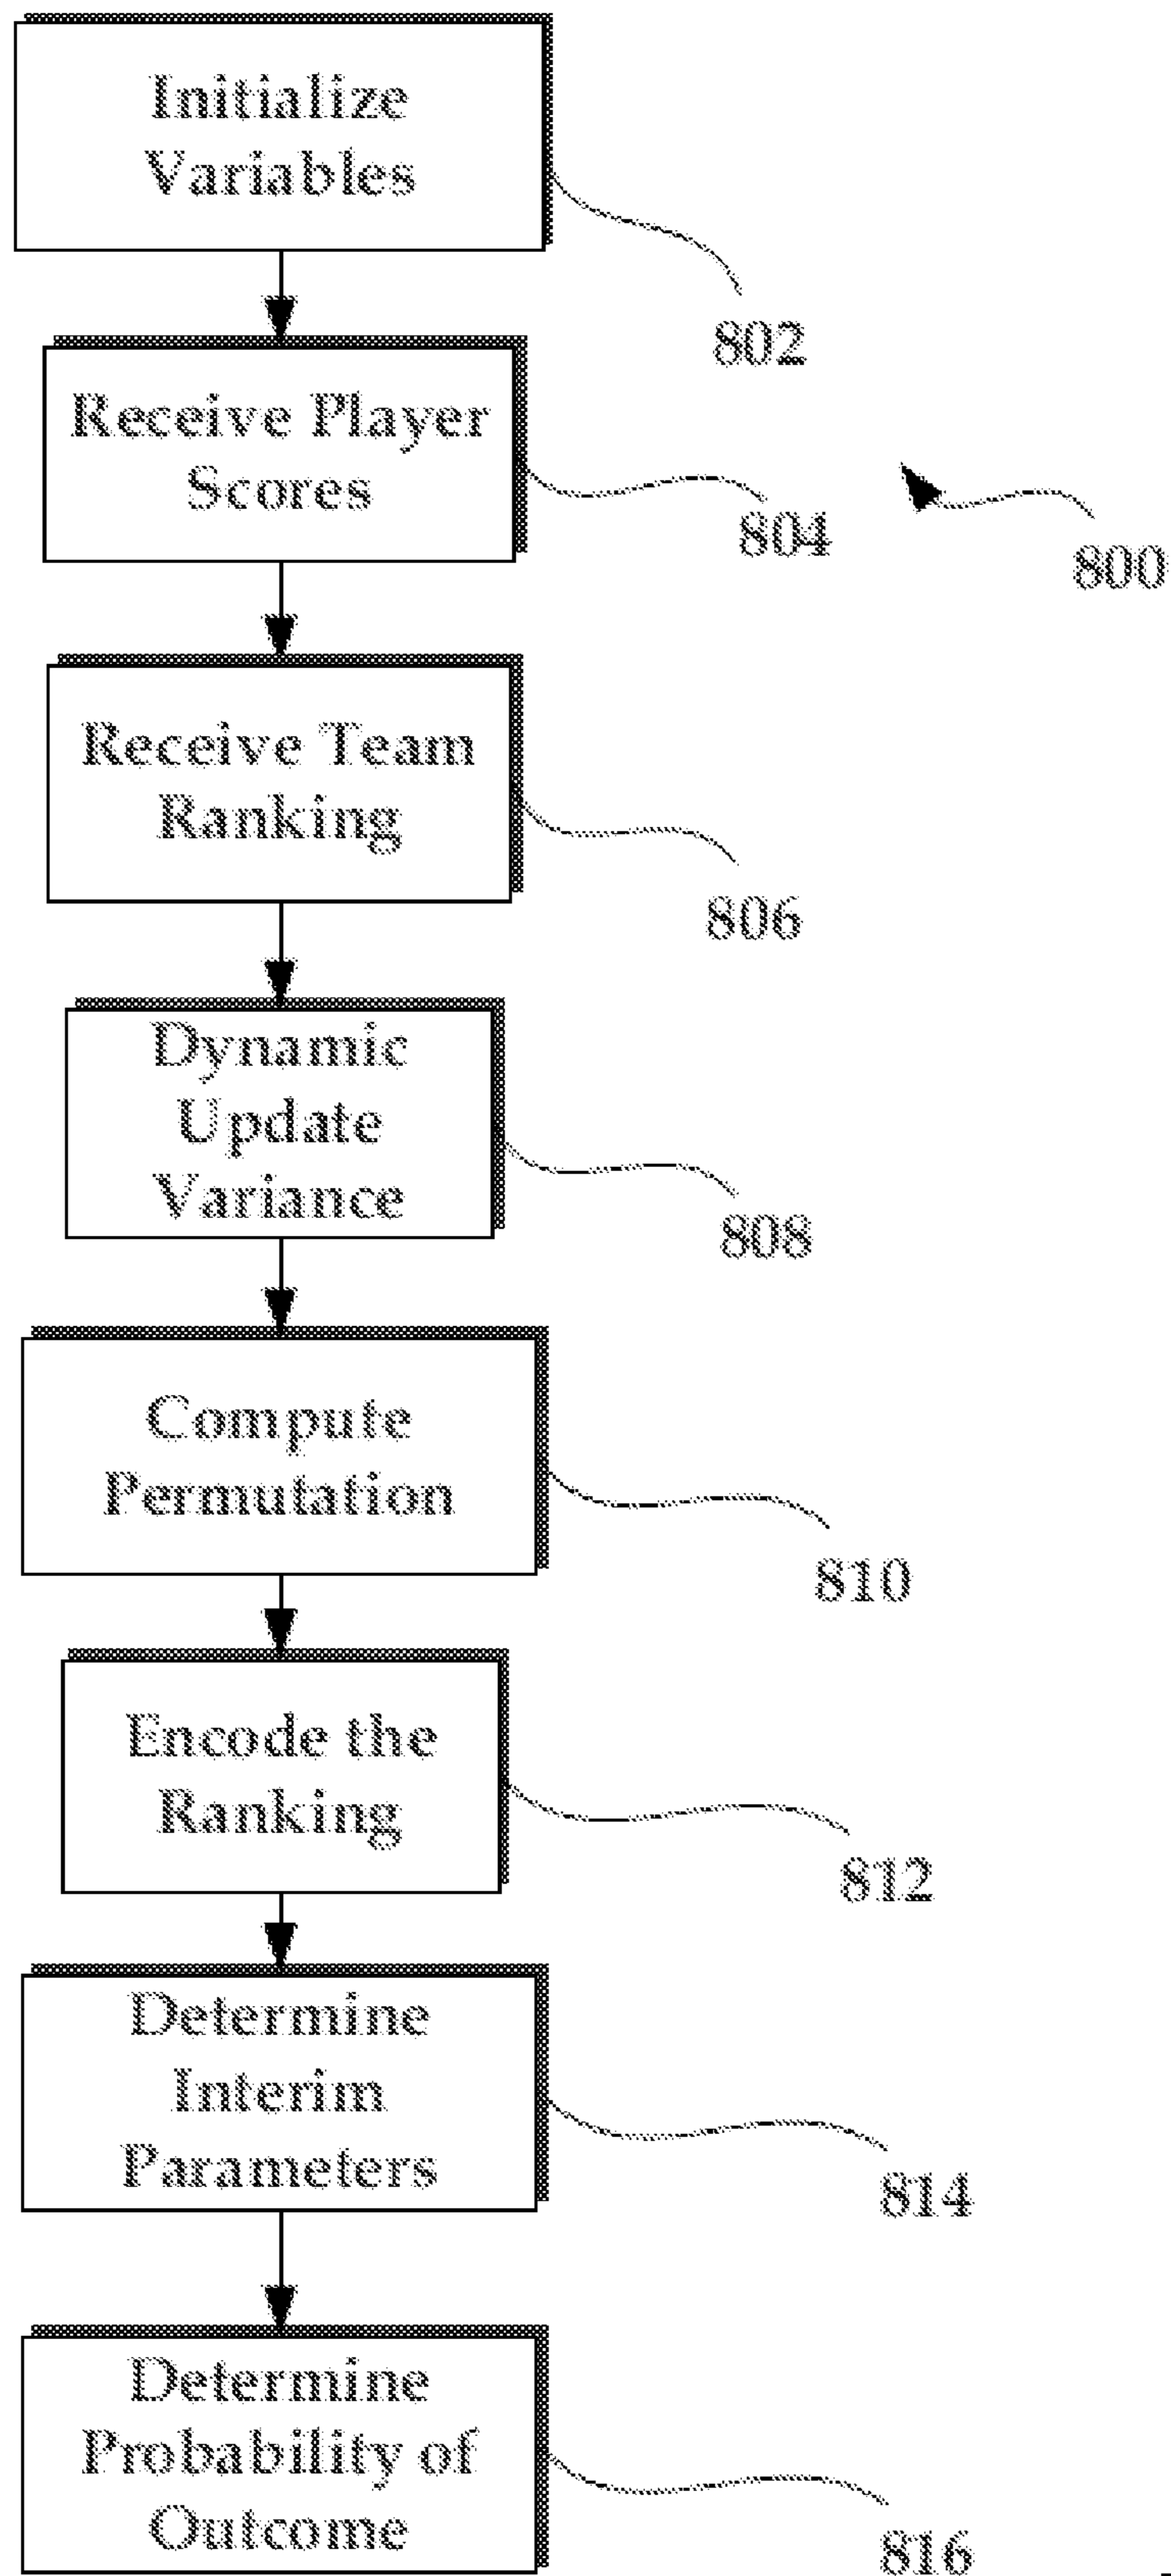 Initialize
Variables
802
Receive Player
Scores
804
800
Receive Team
Ranking
806
Dynamic
Update
Variance
808
Compute
Permutation
810
Encode the
Ranking
812
Determine
Interim
Parameters
814
Determine
Probability of
Outcome
816